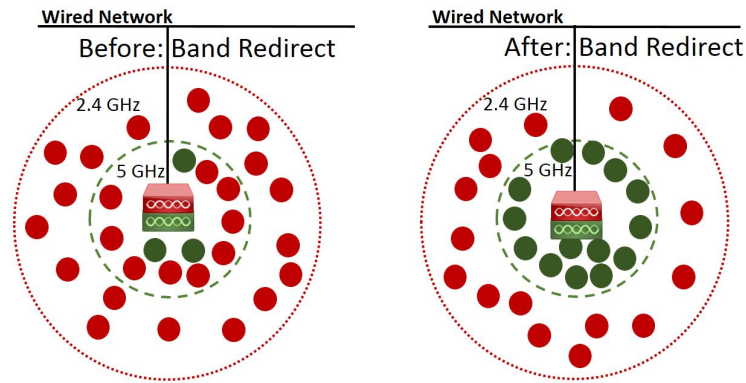 Wired Network
Before: Band Redirect
2.4 GHz
5 GHz
Wired Network
After: Band Redirect
2.4 GHz
5 GHz